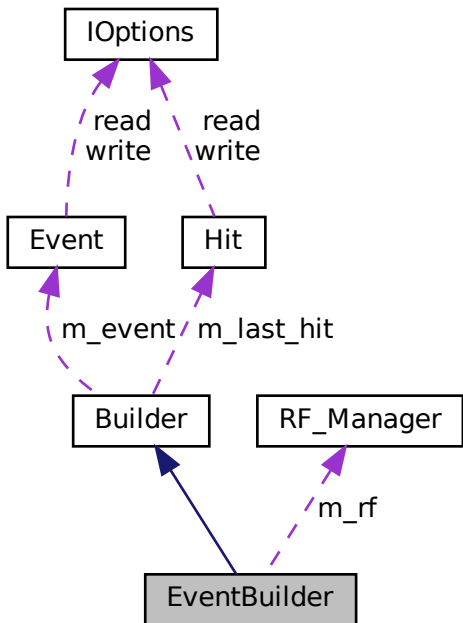 IOptions
read
write
read
write
Event
Hit
m_event
m_last_hit
Builder
RF_Manager
m_rf
EventBuilder